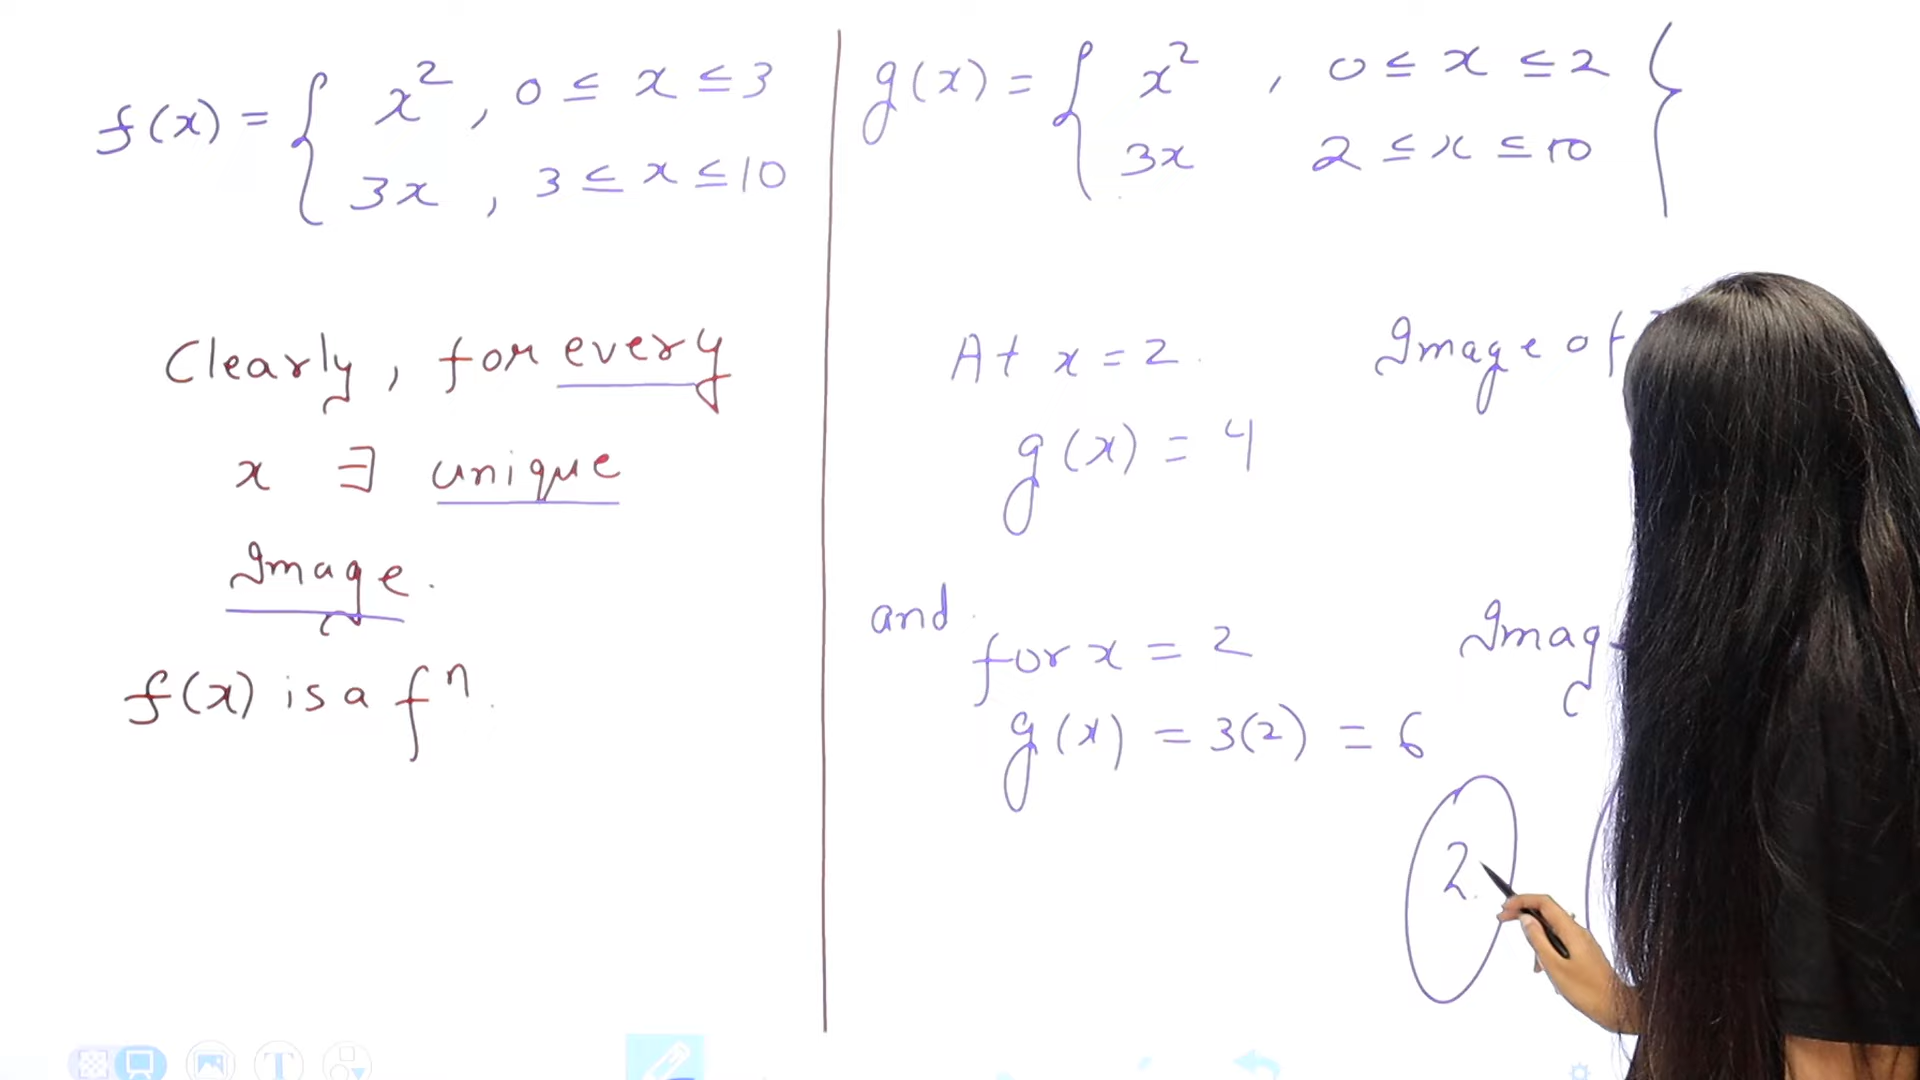 f(x) = { x², 0 ≤ x ≤ 3
3x, 3 ≤ x ≤ 10
Clearly, for every
x ∃ unique
Image.
f(x) is a fⁿ.
g(x) = { x², 0 ≤ x ≤ 2 }
3x 2 ≤ x ≤ 10
At x = 2. Image of
g(x) = 4
and
for x = 2
g(x) = 3(2) = 6
2
T